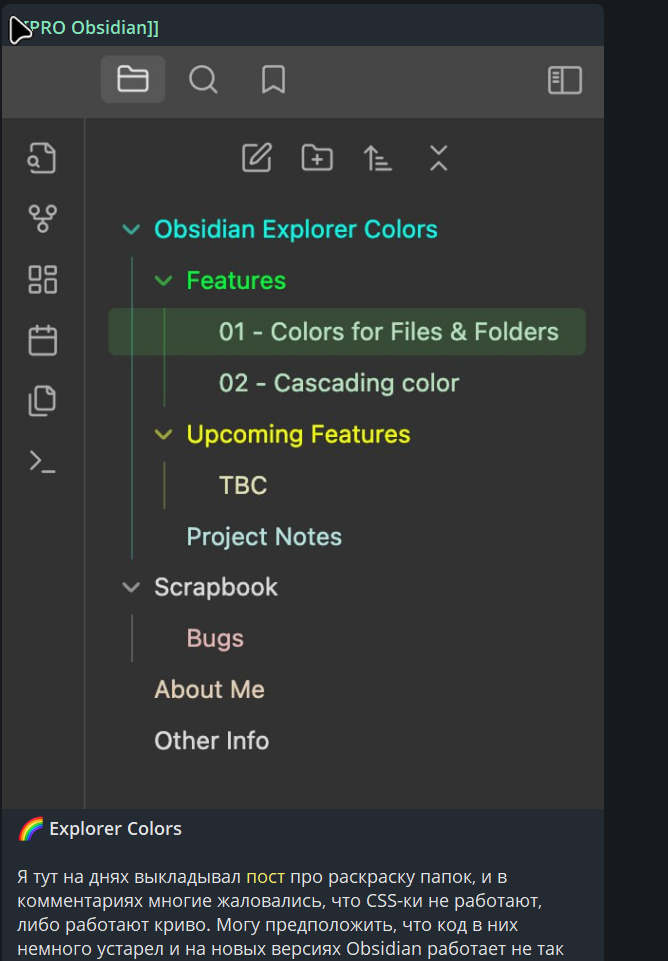 PRO Obsidian]]
Obsidian Explorer Colors
Features
01 - Colors for Files & Folders
02 - Cascading color
Upcoming Features
TBC
Project Notes
Scrapbook
Bugs
About Me
Other Info
🌈 Explorer Colors
Я тут на днях выкладывал пост про раскраску папок, и в
комментариях многие жаловались, что CSS-ки не работают,
либо работают криво. Могу предположить, что код в них
немного устарел и на новых версиях Obsidian работает не так